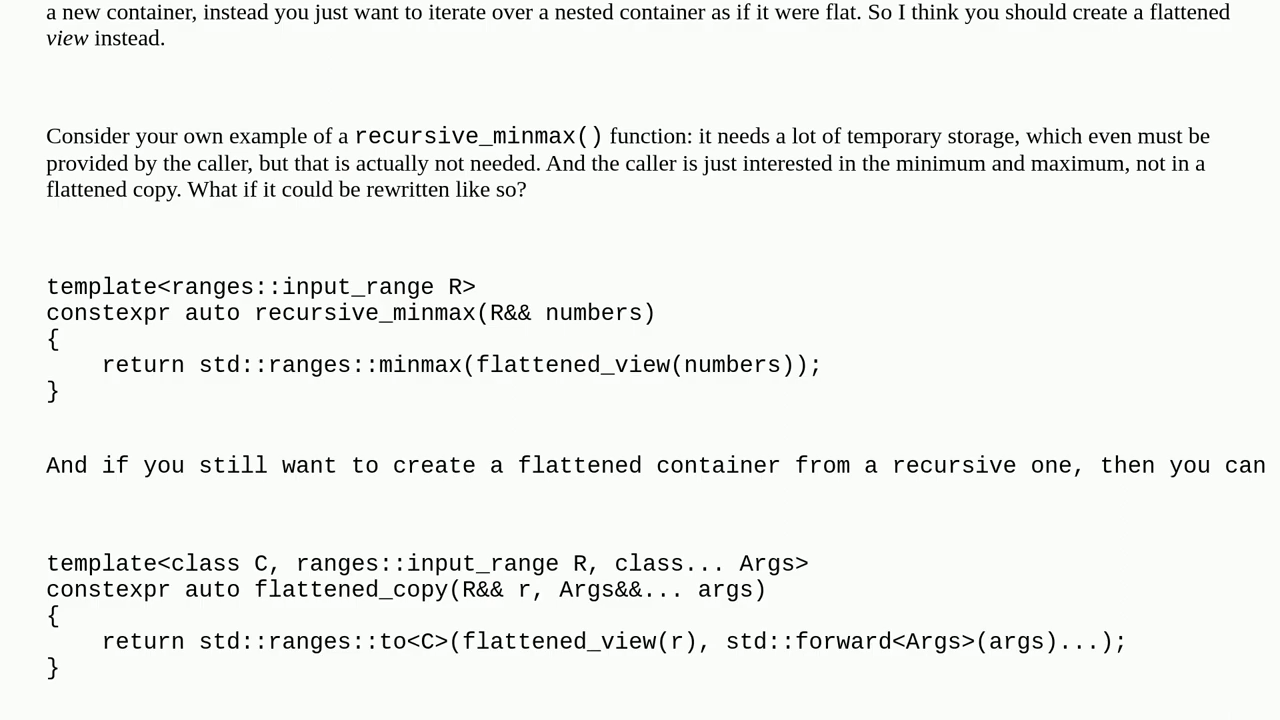 a new container, instead you just want to iterate over a nested container as if it were flat. So I think you should create a flattened
view instead.
Consider your own example of a recursive_minmax() function: it needs a lot of temporary storage, which even must be
provided by the caller, but that is actually not needed. And the caller is just interested in the minimum and maximum, not in a
flattened copy. What if it could be rewritten like so?
template<ranges::input_range R>
constexpr auto recursive_minmax(R&& numbers)
{
    return std::ranges::minmax(flattened_view(numbers));
}
And if you still want to create a flattened container from a recursive one, then you can
template<class C, ranges::input_range R, class... Args>
constexpr auto flattened_copy(R&& r, Args&&... args)
{
    return std::ranges::to<C>(flattened_view(r), std::forward<Args>(args)...);
}